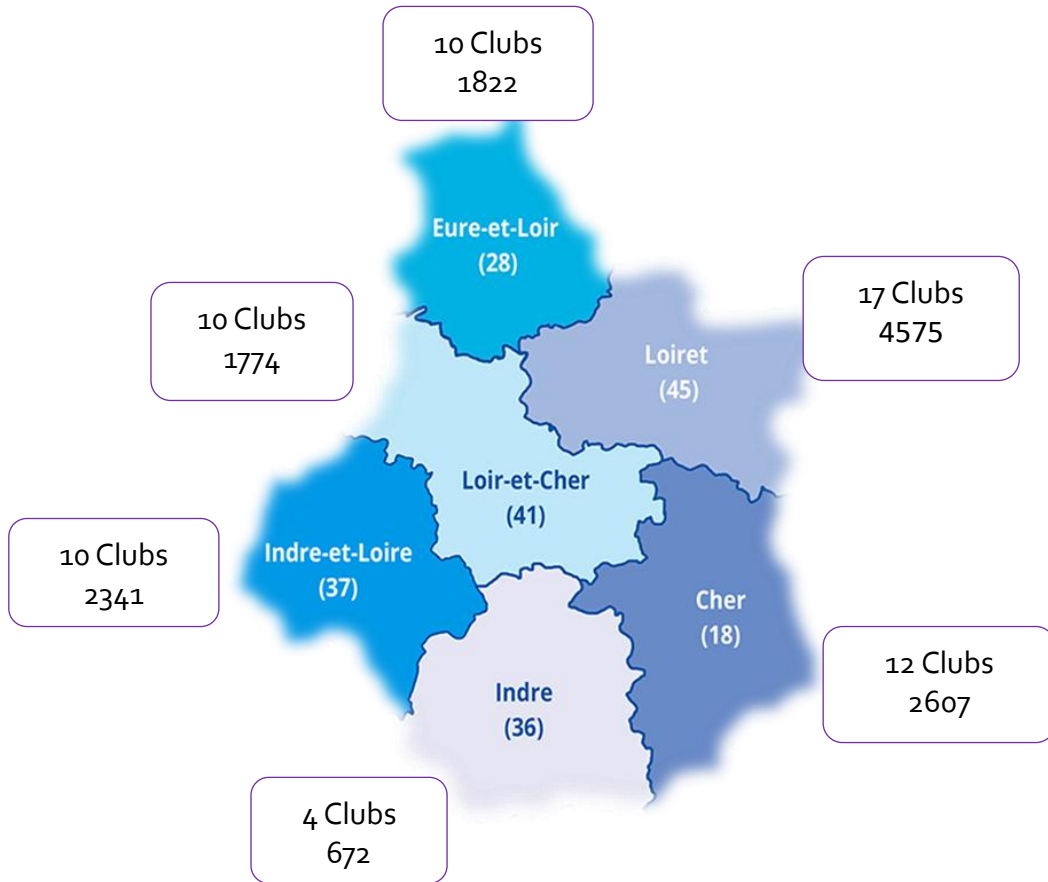 10 Clubs
1822
Eure-et-Loir
(28)
10 Clubs
1774
17 Clubs
4575
Loiret
(45)
Loir-et-Cher
(41)
10 Clubs
2341
Indre-et-Loire
(37)
Cher
(18)
12 Clubs
2607
Indre
(36)
4 Clubs
672